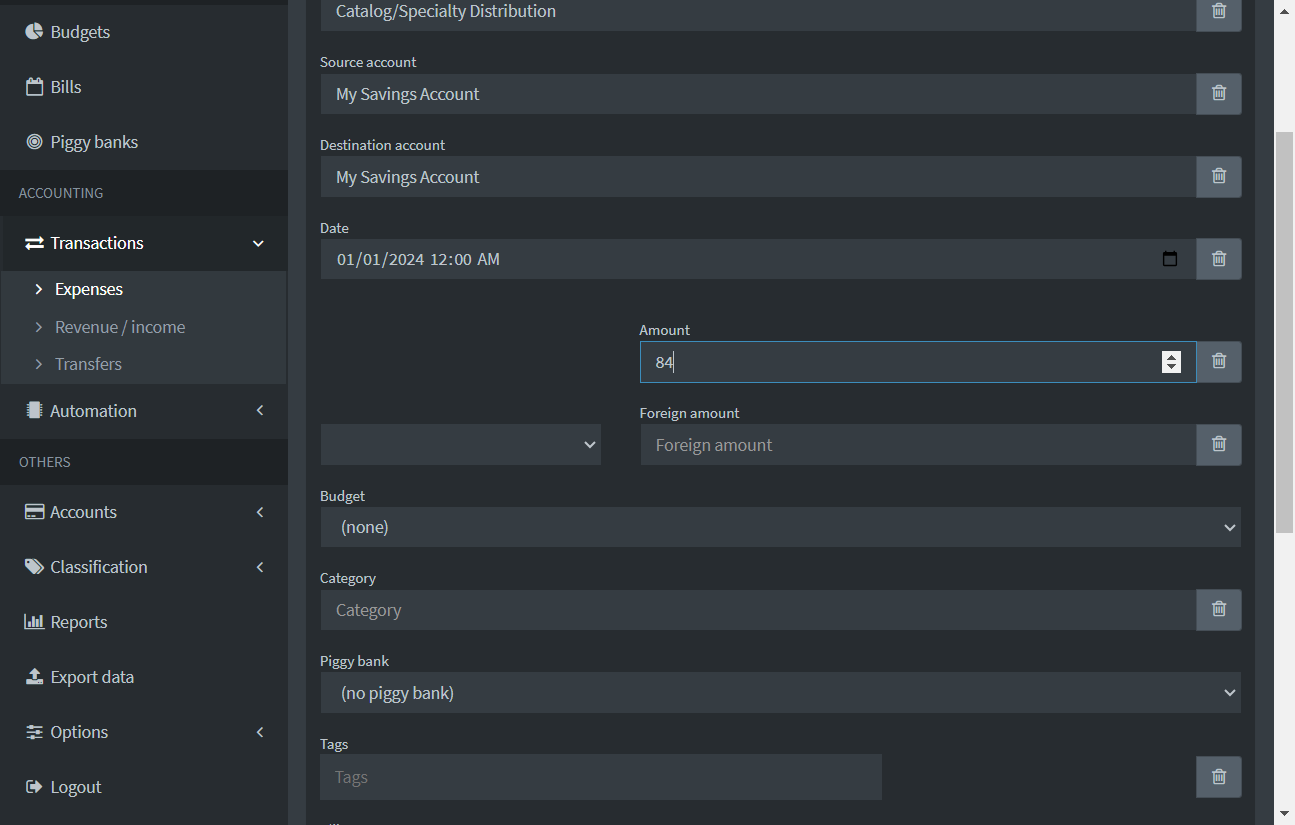 Budgets
Bills
Piggy banks
ACCOUNTING
Transactions
Expenses
Revenue / income
Transfers
Automation
OTHERS
Accounts
Classification
Reports
Export data
Options
Logout
Catalog/Specialty Distribution
Source account
My Savings Account
Destination account
My Savings Account
Date
01/01/2024 12:00 AM
Amount
84
Foreign amount
Foreign amount
Budget
(none)
Category
Category
Piggy bank
(no piggy bank)
Tags
Tags